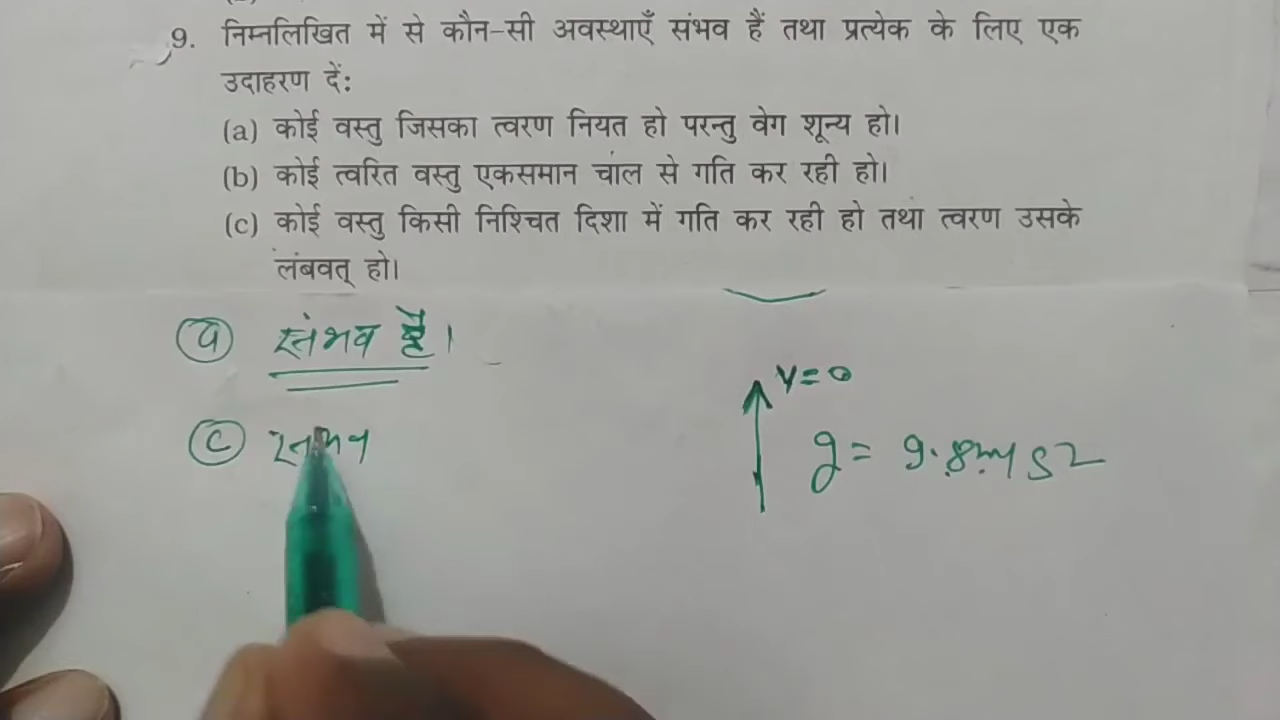 9. निम्नलिखित में से कौन-सी अवस्थाएँ संभव हैं तथा प्रत्येक के लिए एक
उदाहरण दें:
(a) कोई वस्तु जिसका त्वरण नियत हो परन्तु वेग शून्य हो।
(b) कोई त्वरित वस्तु एकसमान चाल से गति कर रही हो।
(c) कोई वस्तु किसी निश्चित दिशा में गति कर रही हो तथा त्वरण उसके
लंबवत् हो।
a संभव है।
v=0
c संभव
g= 9.8m/s2